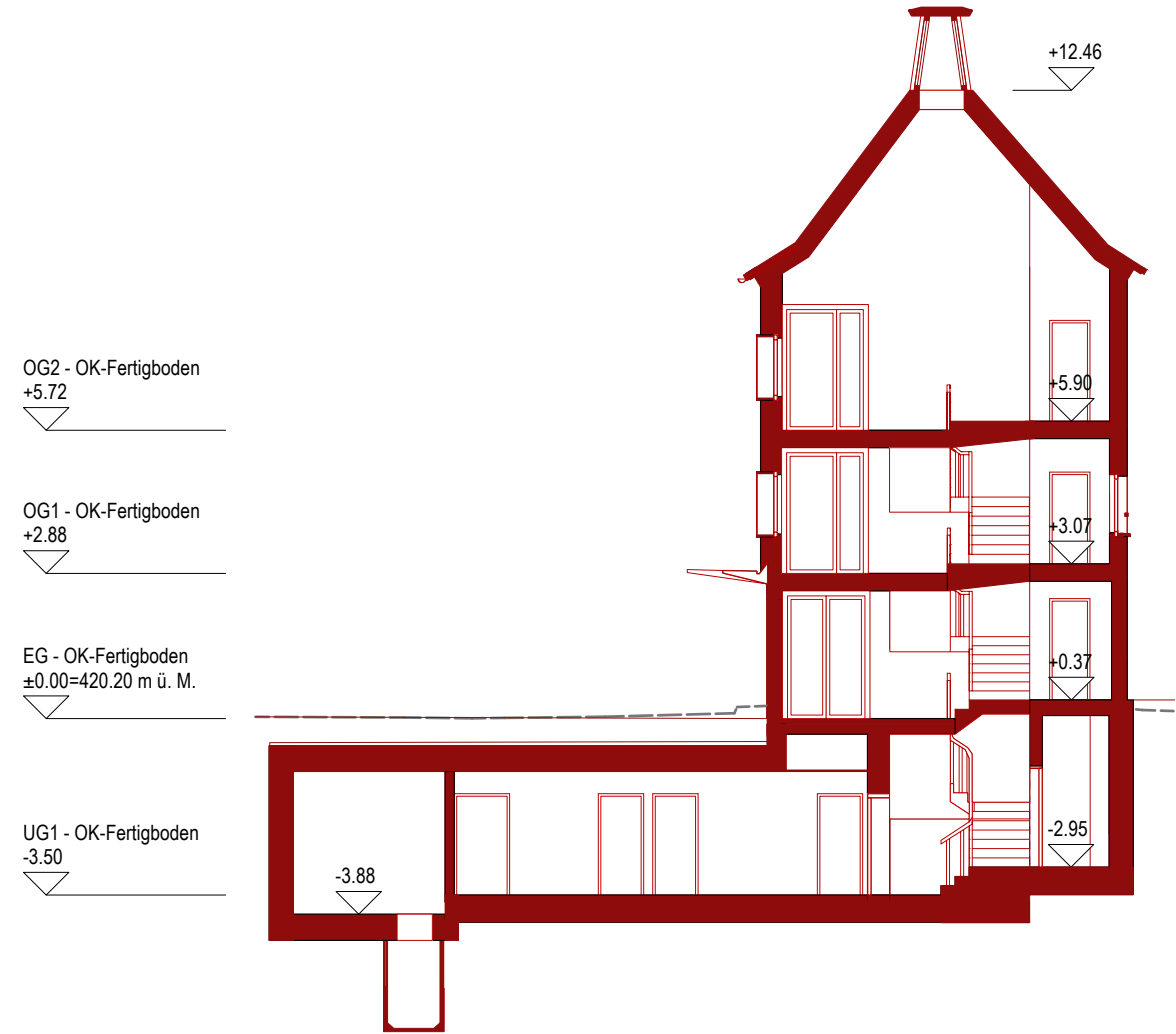 +12.46
OG2 - OK-Fertigboden
+5.72
+5.90
OG1 - OK-Fertigboden
+2.88
+3.07
EG - OK-Fertigboden
±0.00=420.20 m ü. M.
+0.37
UG1 - OK-Fertigboden
-3.50
-2.95
-3.88